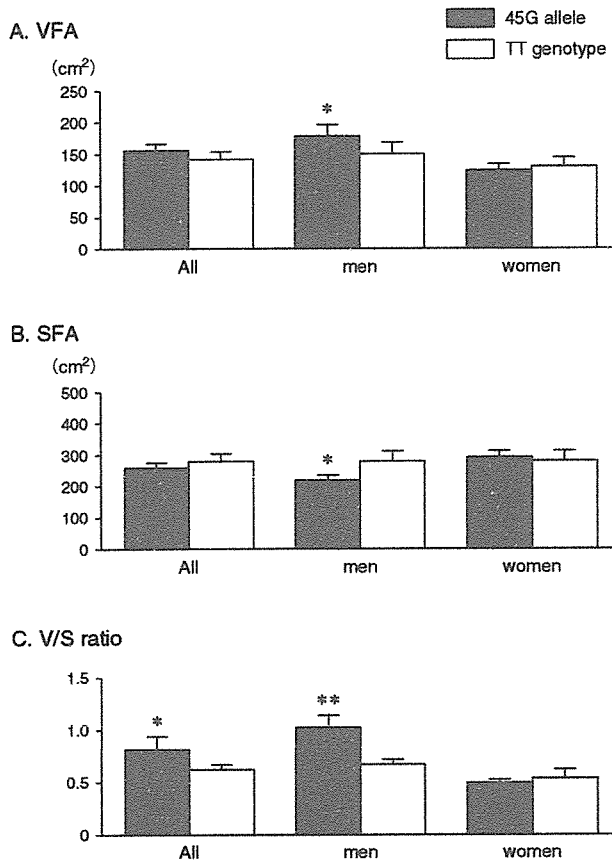 45G allele
TT genotype
A. VFA
(cm²)
250
200
150
100
50
0
*
All men women
B. SFA
(cm²)
500
400
300
200
100
0
*
All men women
C. V/S ratio
1.5
1.0
0.5
0
* **
All men women